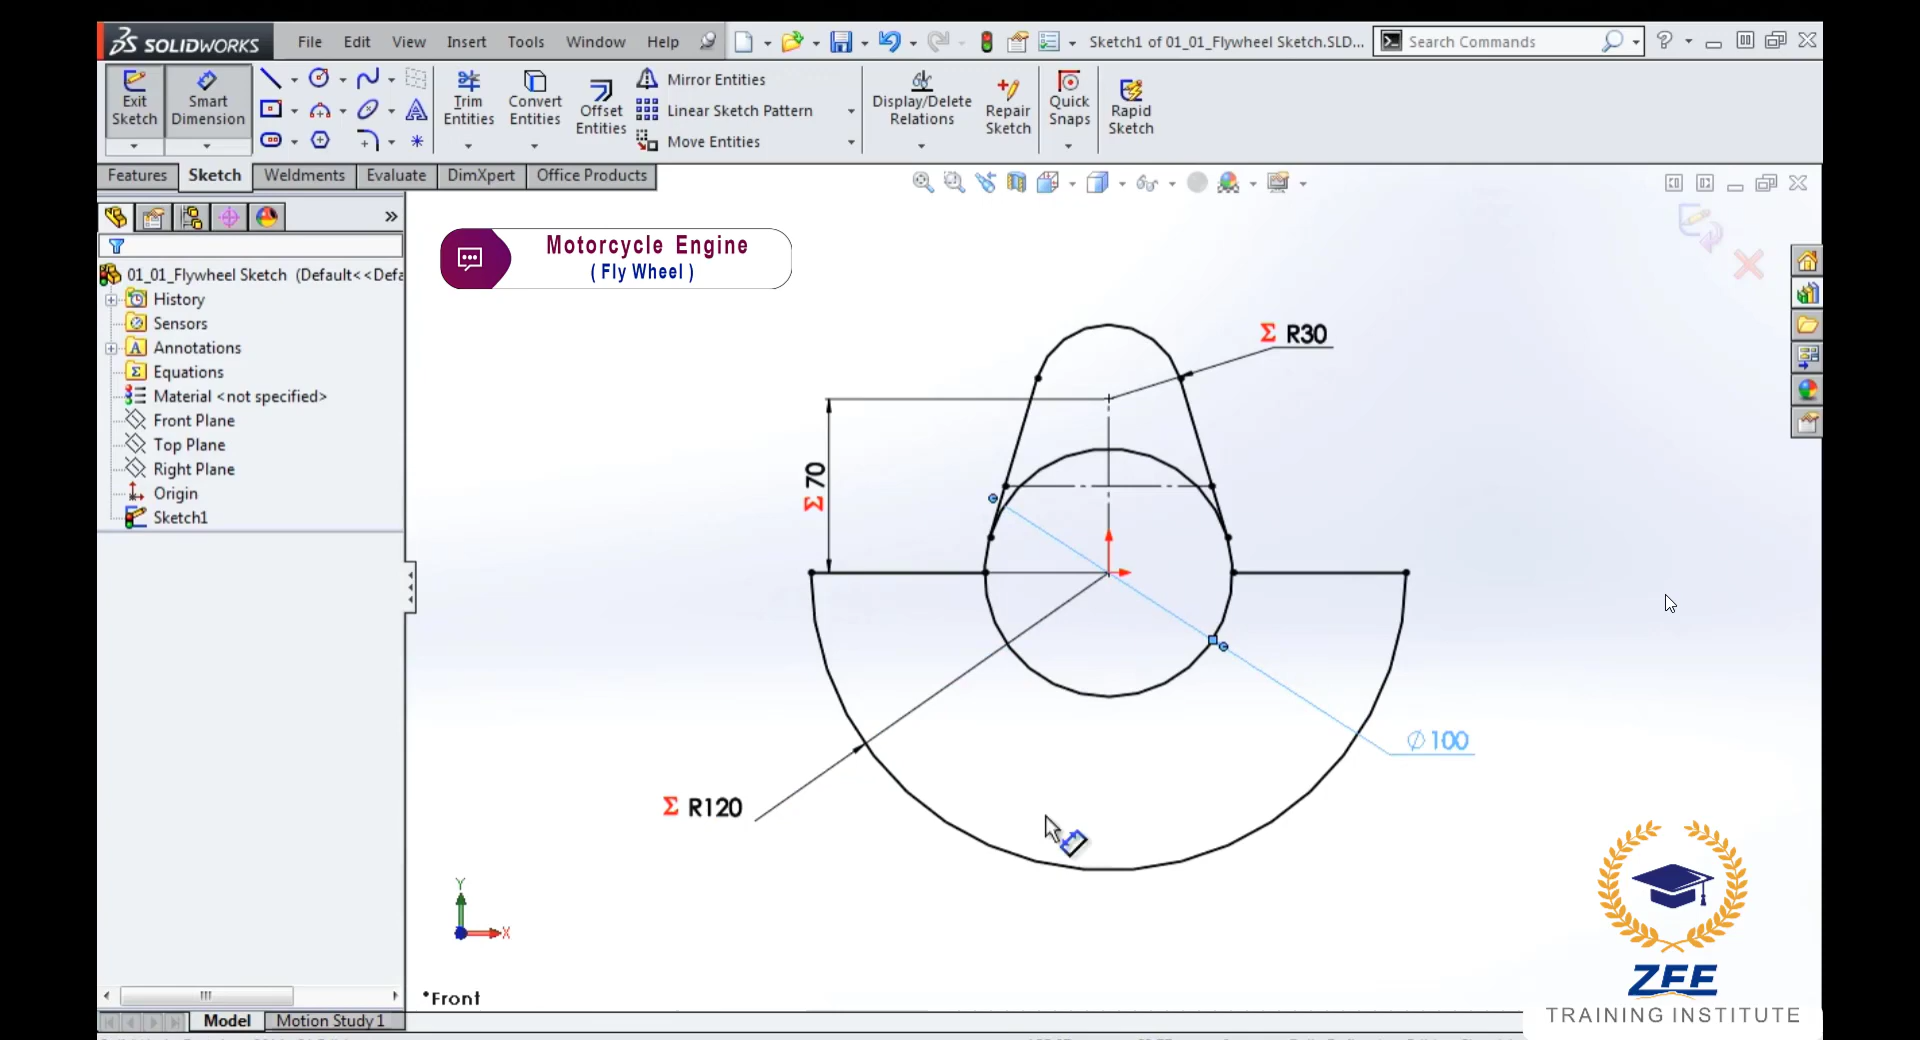 SOLIDWORKS
File Edit View Insert Tools Window Help
Sketch1 of 01_01_Flywheel Sketch.SLD...
Search Commands
Exit Sketch
Smart Dimension
Trim Entities
Convert Entities
Offset Entities
Mirror Entities
Linear Sketch Pattern
Move Entities
Display/Delete Relations
Repair Sketch
Quick Snaps
Rapid Sketch
Features Sketch Weldments Evaluate DimXpert Office Products
01_01_Flywheel Sketch (Default<<Defa
History
Sensors
Annotations
Equations
Material <not specified>
Front Plane
Top Plane
Right Plane
Origin
Sketch1
Motorcycle Engine
( Fly Wheel )
Σ R30
Σ 70
Ø100
Σ R120
Y
X
*Front
Model Motion Study 1
ZEE
TRAINING INSTITUTE